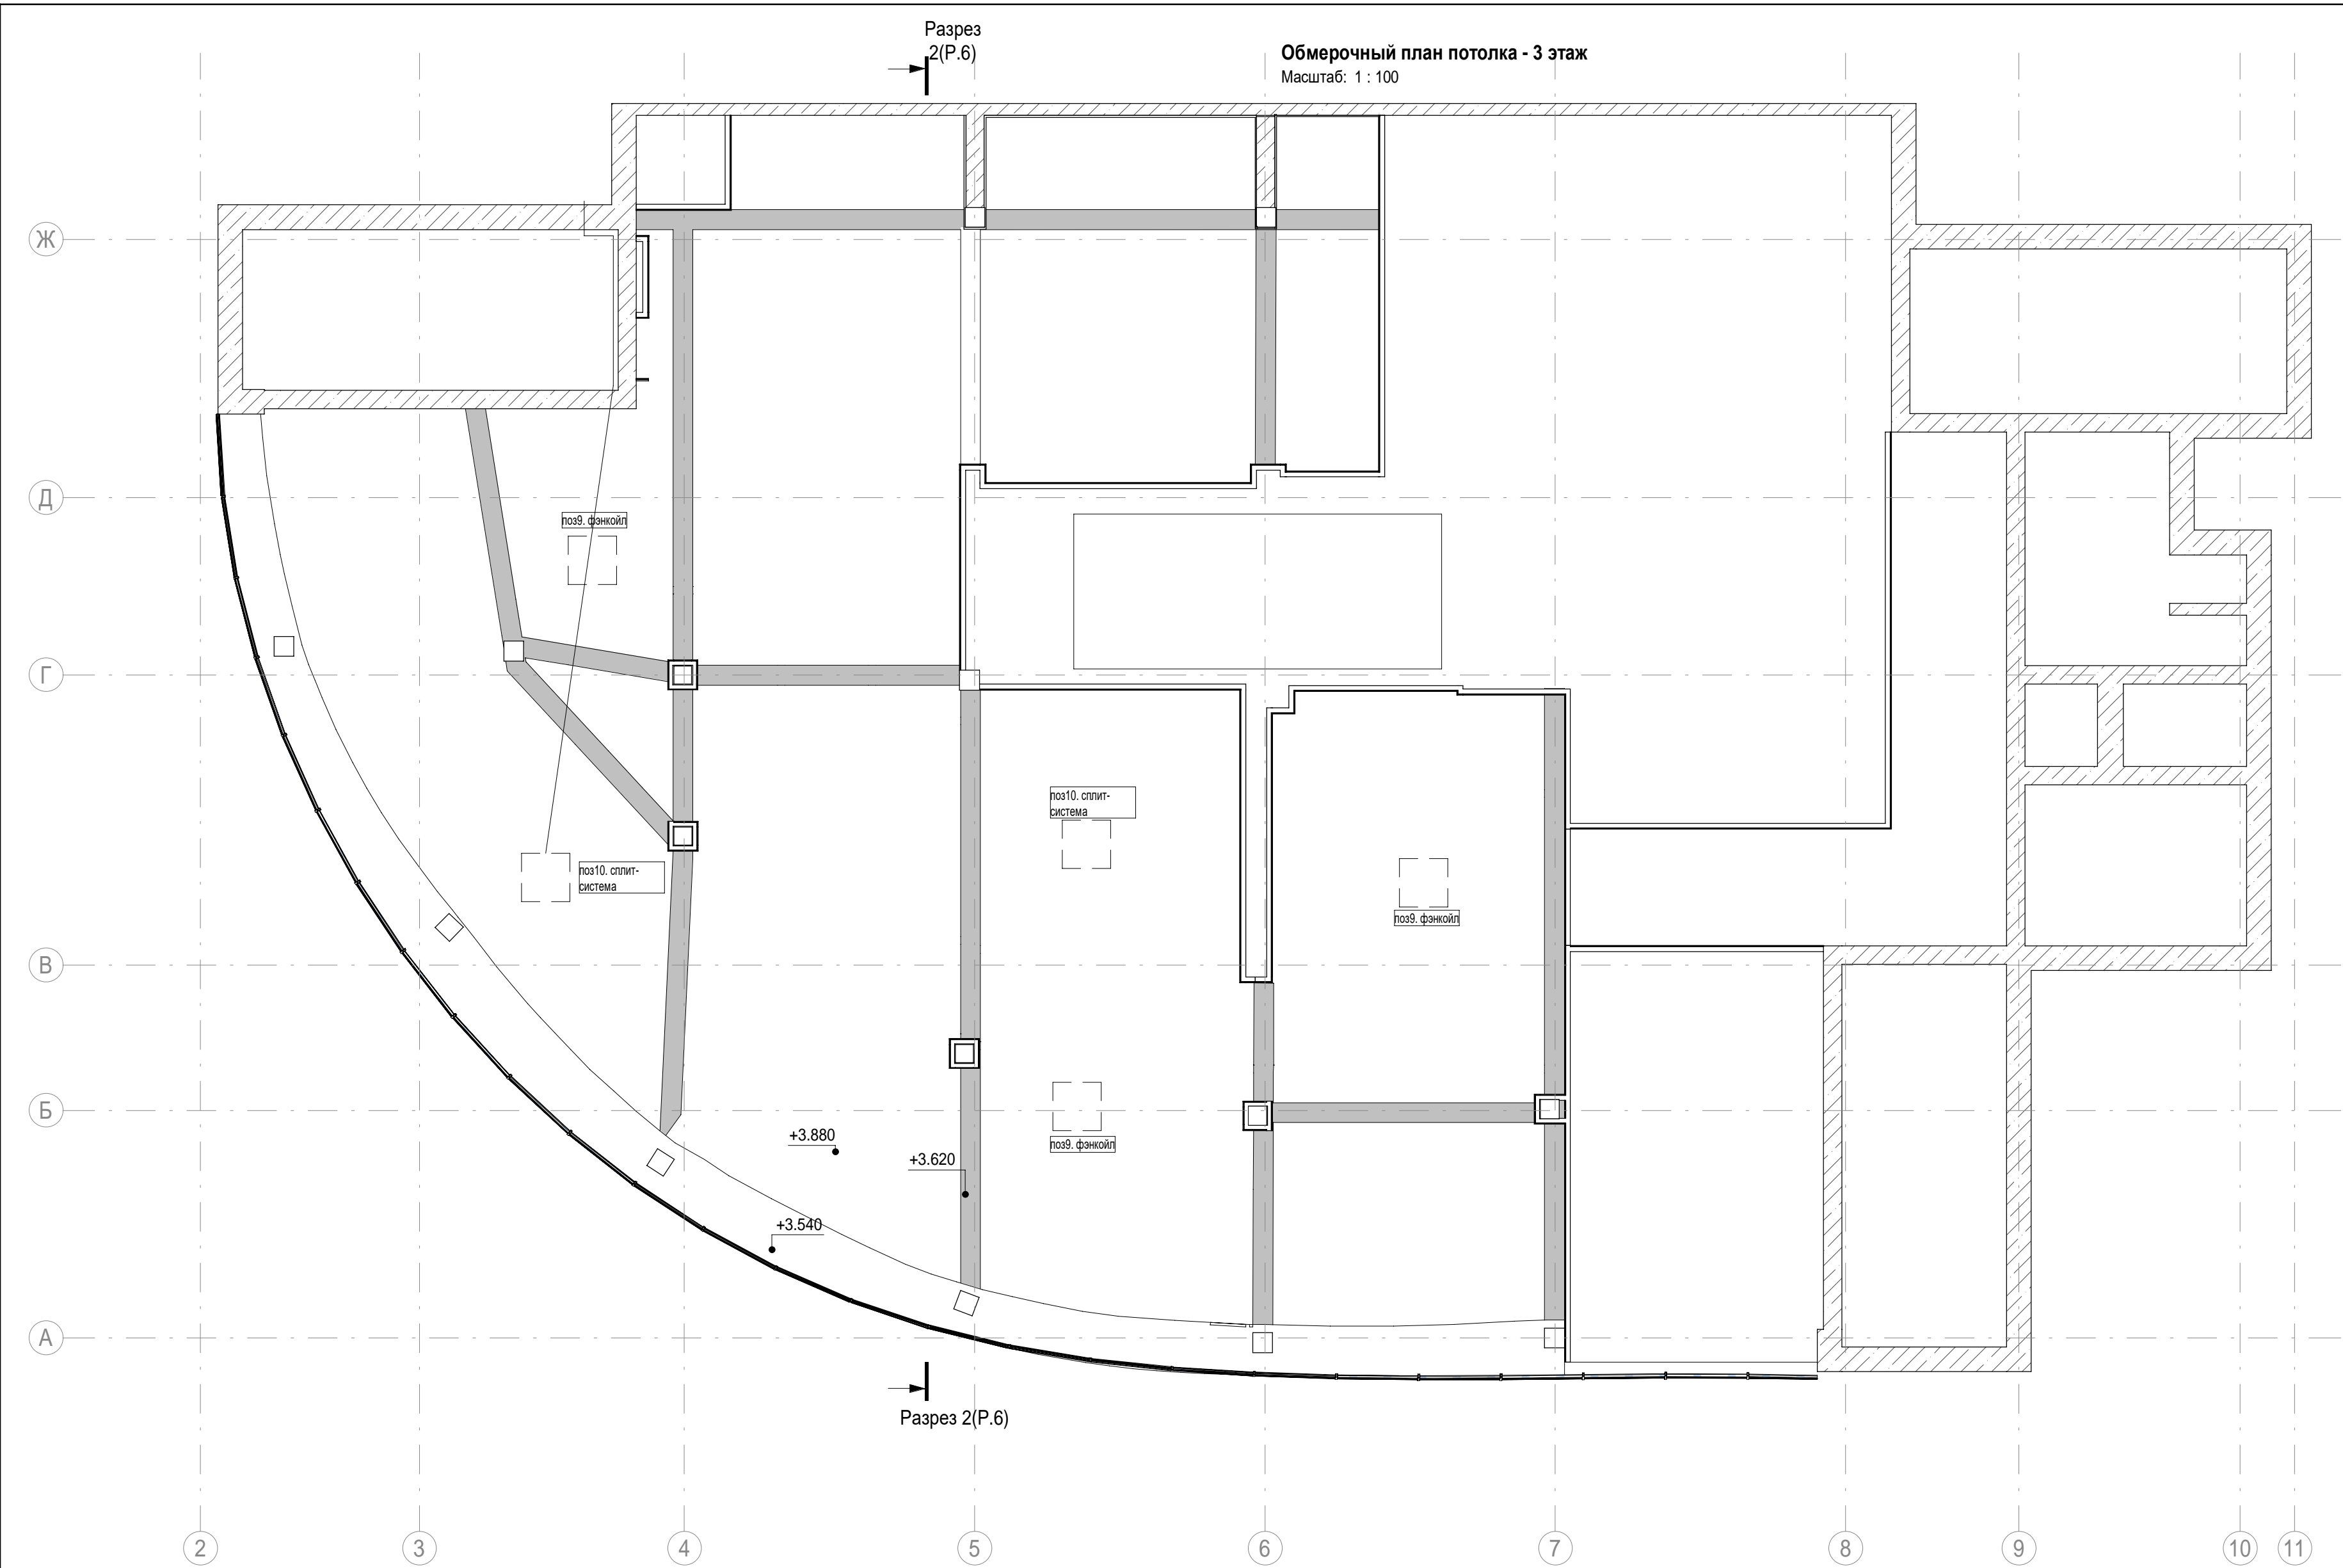 Разрез
2(Р.6)
Обмерочный план потолка - 3 этаж
Масштаб: 1 : 100
Ж
Д
поз9. фэнкойл
Г
поз10. сплит-
система
поз10. сплит-
система
поз9. фэнкойл
В
Б
+3.880
поз9. фэнкойл
+3.620
+3.540
А
Разрез 2(Р.6)
2
3
4
5
6
7
8
9
10
11